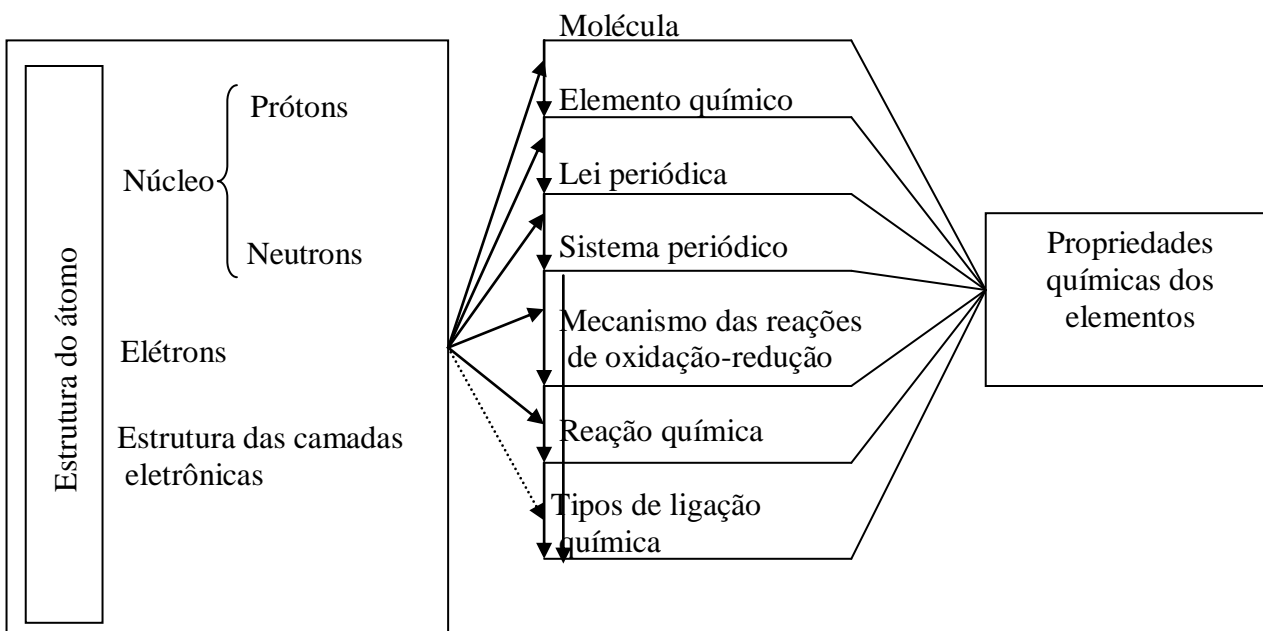 Estrutura do átomo
Núcleo
Prótons
Neutrons
Elétrons
Estrutura das camadas
eletrônicas
Molécula
Elemento químico
Lei periódica
Sistema periódico
Mecanismo das reações
de oxidação-redução
Reação química
Tipos de ligação
química
Propriedades
químicas dos
elementos